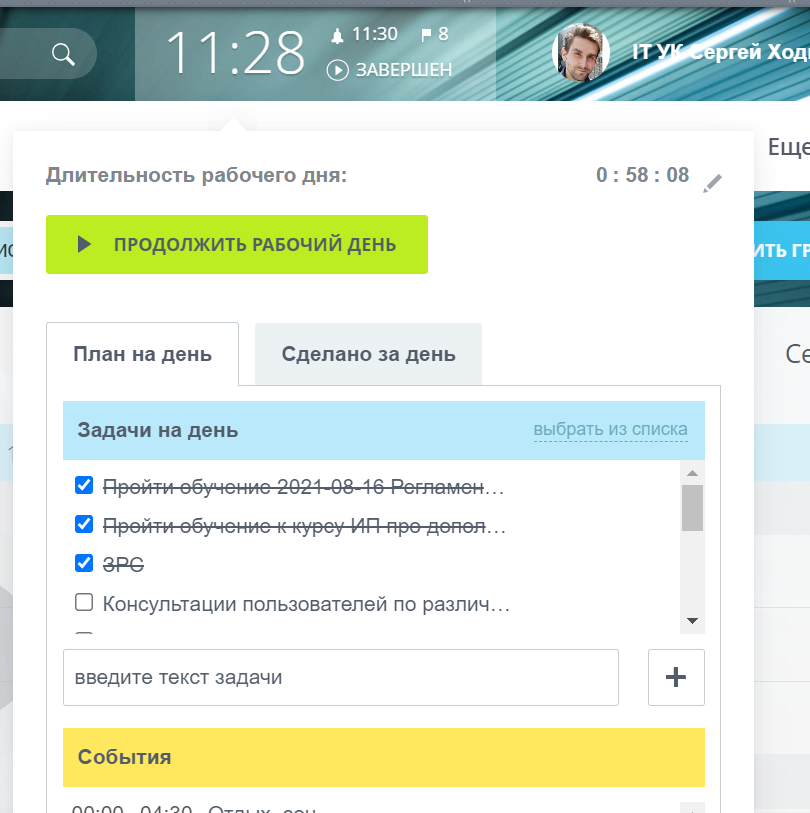 11:28
11:30
8
ЗАВЕРШЕН
IT УК Сергей
Еще
Длительность рабочего дня:
0 : 58 : 08
ПРОДОЛЖИТЬ РАБОЧИЙ ДЕНЬ
План на день
Сделано за день
Задачи на день
выбрать из списка
Пройти обучение 2021-08-16 Регламен...
Пройти обучение к курсу ИП про допол...
ЗРС
Консультации пользователей по различ...
введите текст задачи
События
00:00 - 04:30 Отдых, сон